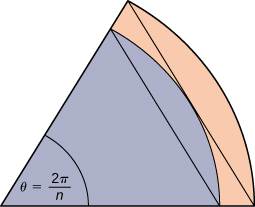 θ = 2π/n